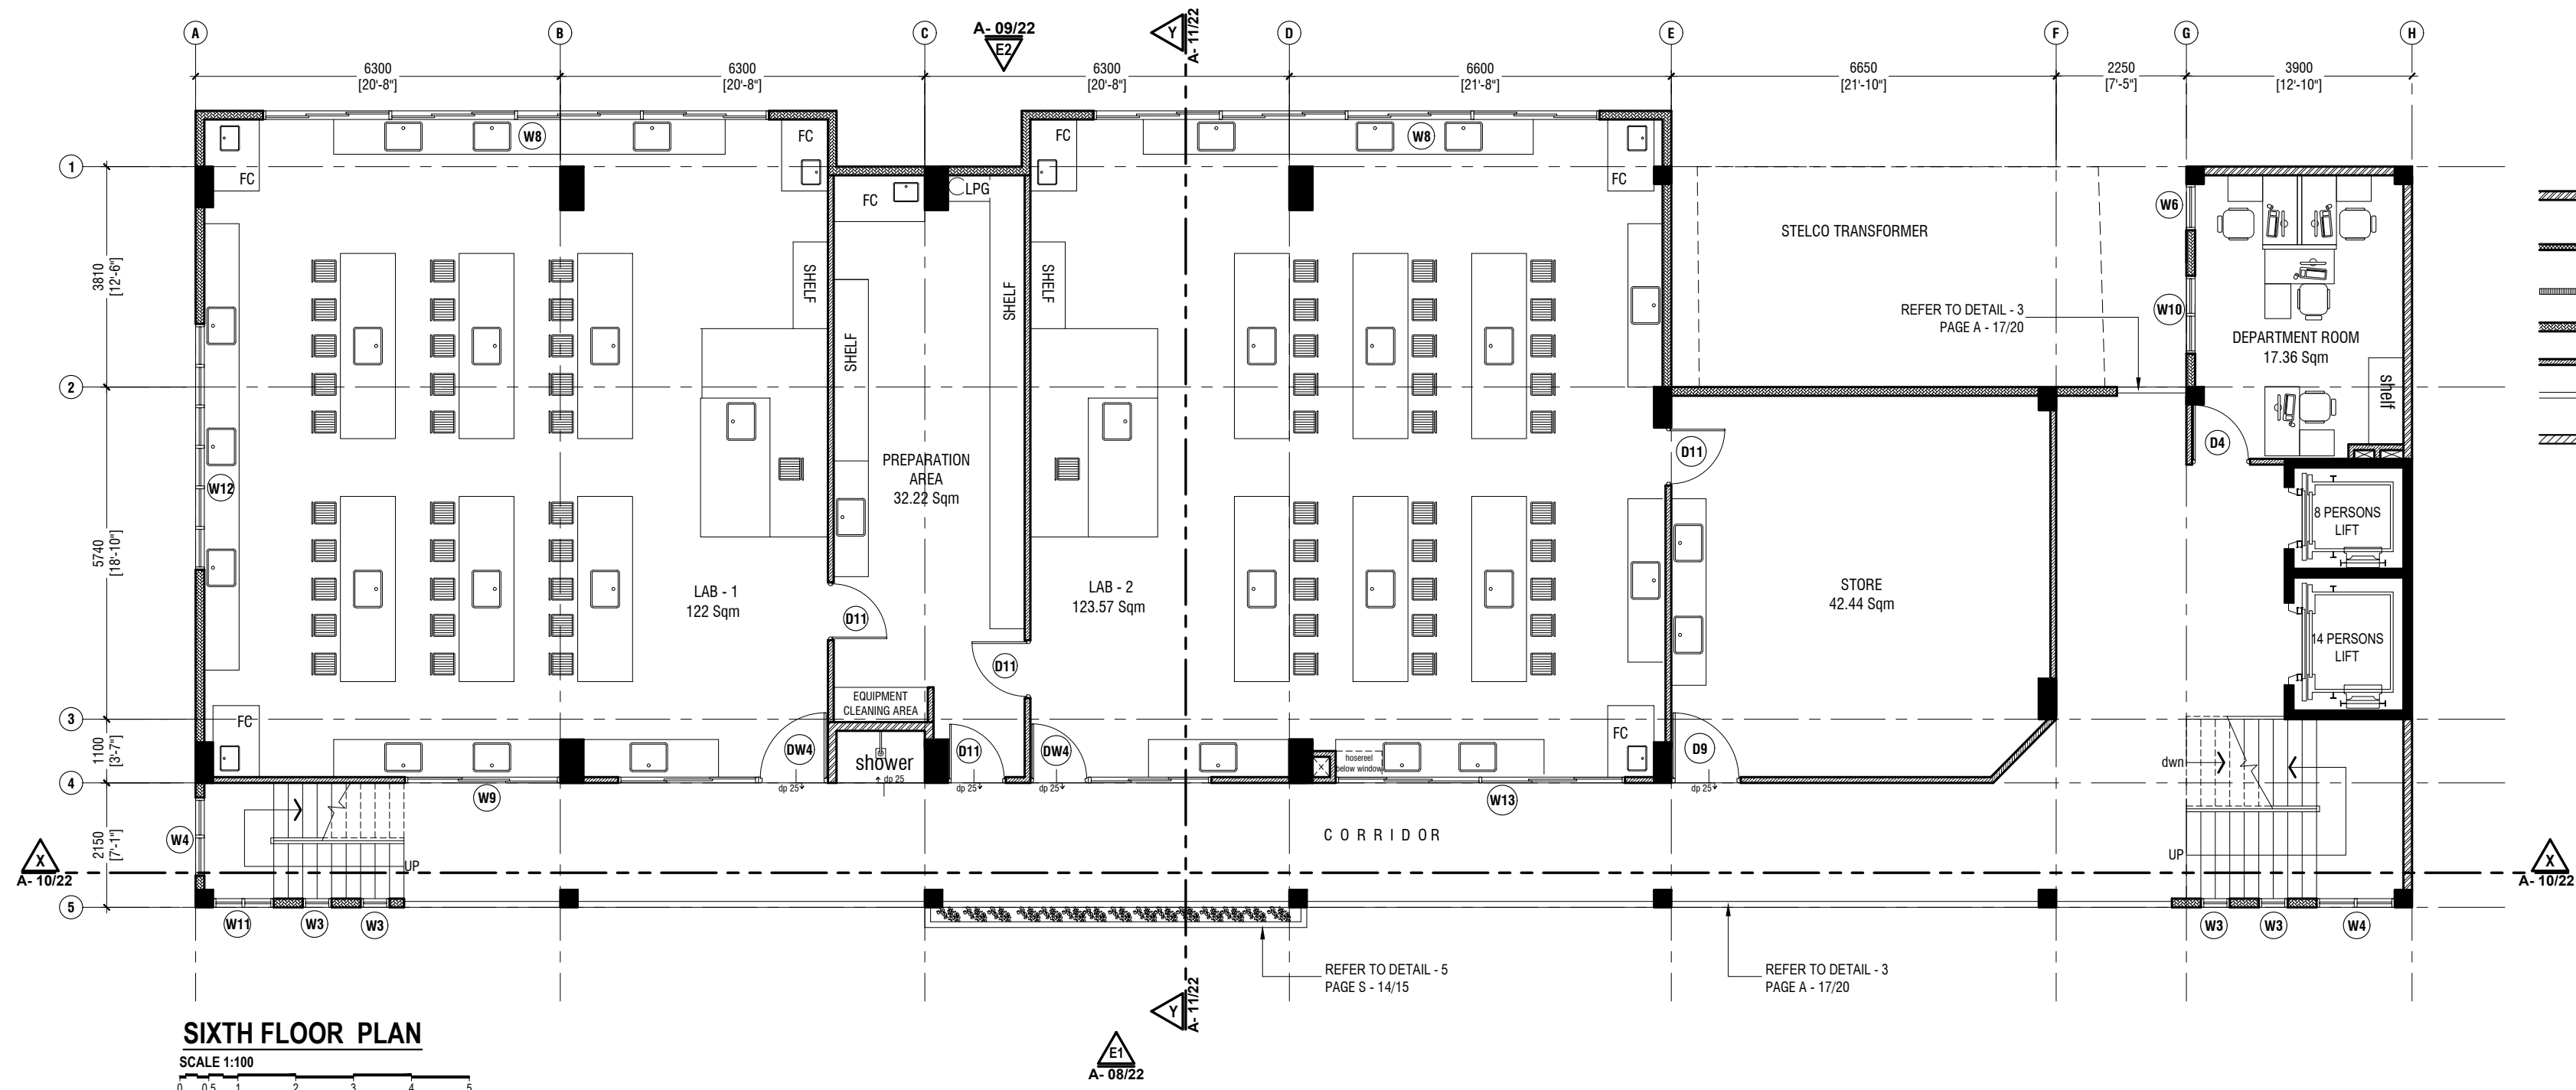 A- 09/22
E2
Y
A- 11/22
A
B
C
D
E
F
G
H
6300
[20'-8"]
6300
[20'-8"]
6300
[20'-8"]
6600
[21'-8"]
6650
[21'-10"]
2250
[7'-5"]
3900
[12'-10"]
1
2
3
4
5
3810
[12'-6"]
5740
[18'-10"]
1100
[3'-7"]
2150
[7'-1"]
FC
W8
FC
FC
LPG
FC
W8
FC
SHELF
SHELF
SHELF
SHELF
STELCO TRANSFORMER
REFER TO DETAIL - 3
PAGE A - 17/20
W6
W10
DEPARTMENT ROOM
17.36 Sqm
shelf
D4
W12
PREPARATION
AREA
32.22 Sqm
D11
8 PERSONS
LIFT
LAB - 1
122 Sqm
D11
LAB - 2
123.57 Sqm
STORE
42.44 Sqm
14 PERSONS
LIFT
D11
EQUIPMENT
CLEANING AREA
FC
FC
DW4
shower
D11
DW4
hosereel
below window
D9
dp 25
dp 25
dp 25
dp 25
dp 25
dwn
W9
W13
W4
UP
CORRIDOR
UP
X
A- 10/22
X
A- 10/22
W11
W3
W3
W3
W3
W4
REFER TO DETAIL - 5
PAGE S - 14/15
REFER TO DETAIL - 3
PAGE A - 17/20
Y
A- 11/22
SIXTH FLOOR PLAN
SCALE 1:100
0 0.5 1 2 3 4 5
E1
A- 08/22